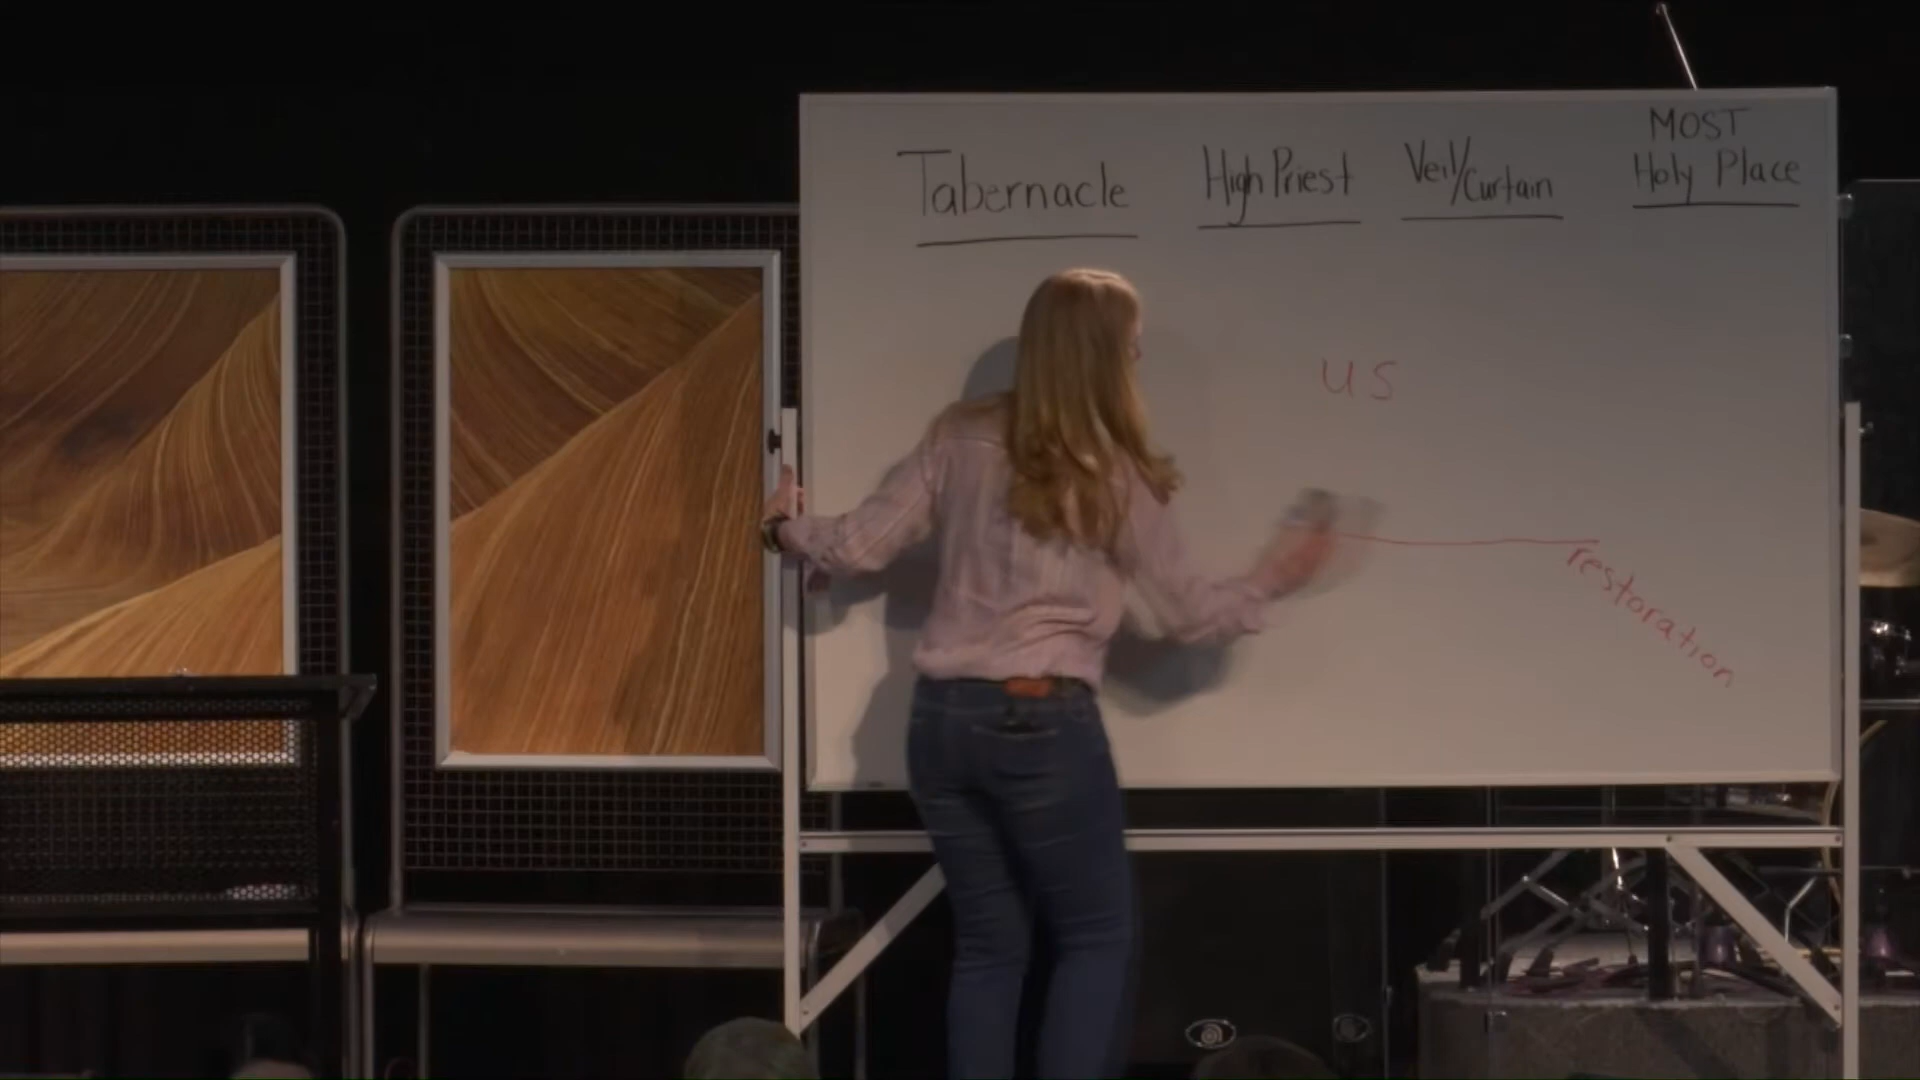 Tabernacle
High Priest
Veil/Curtain
MOST
Holy Place
us
restoration